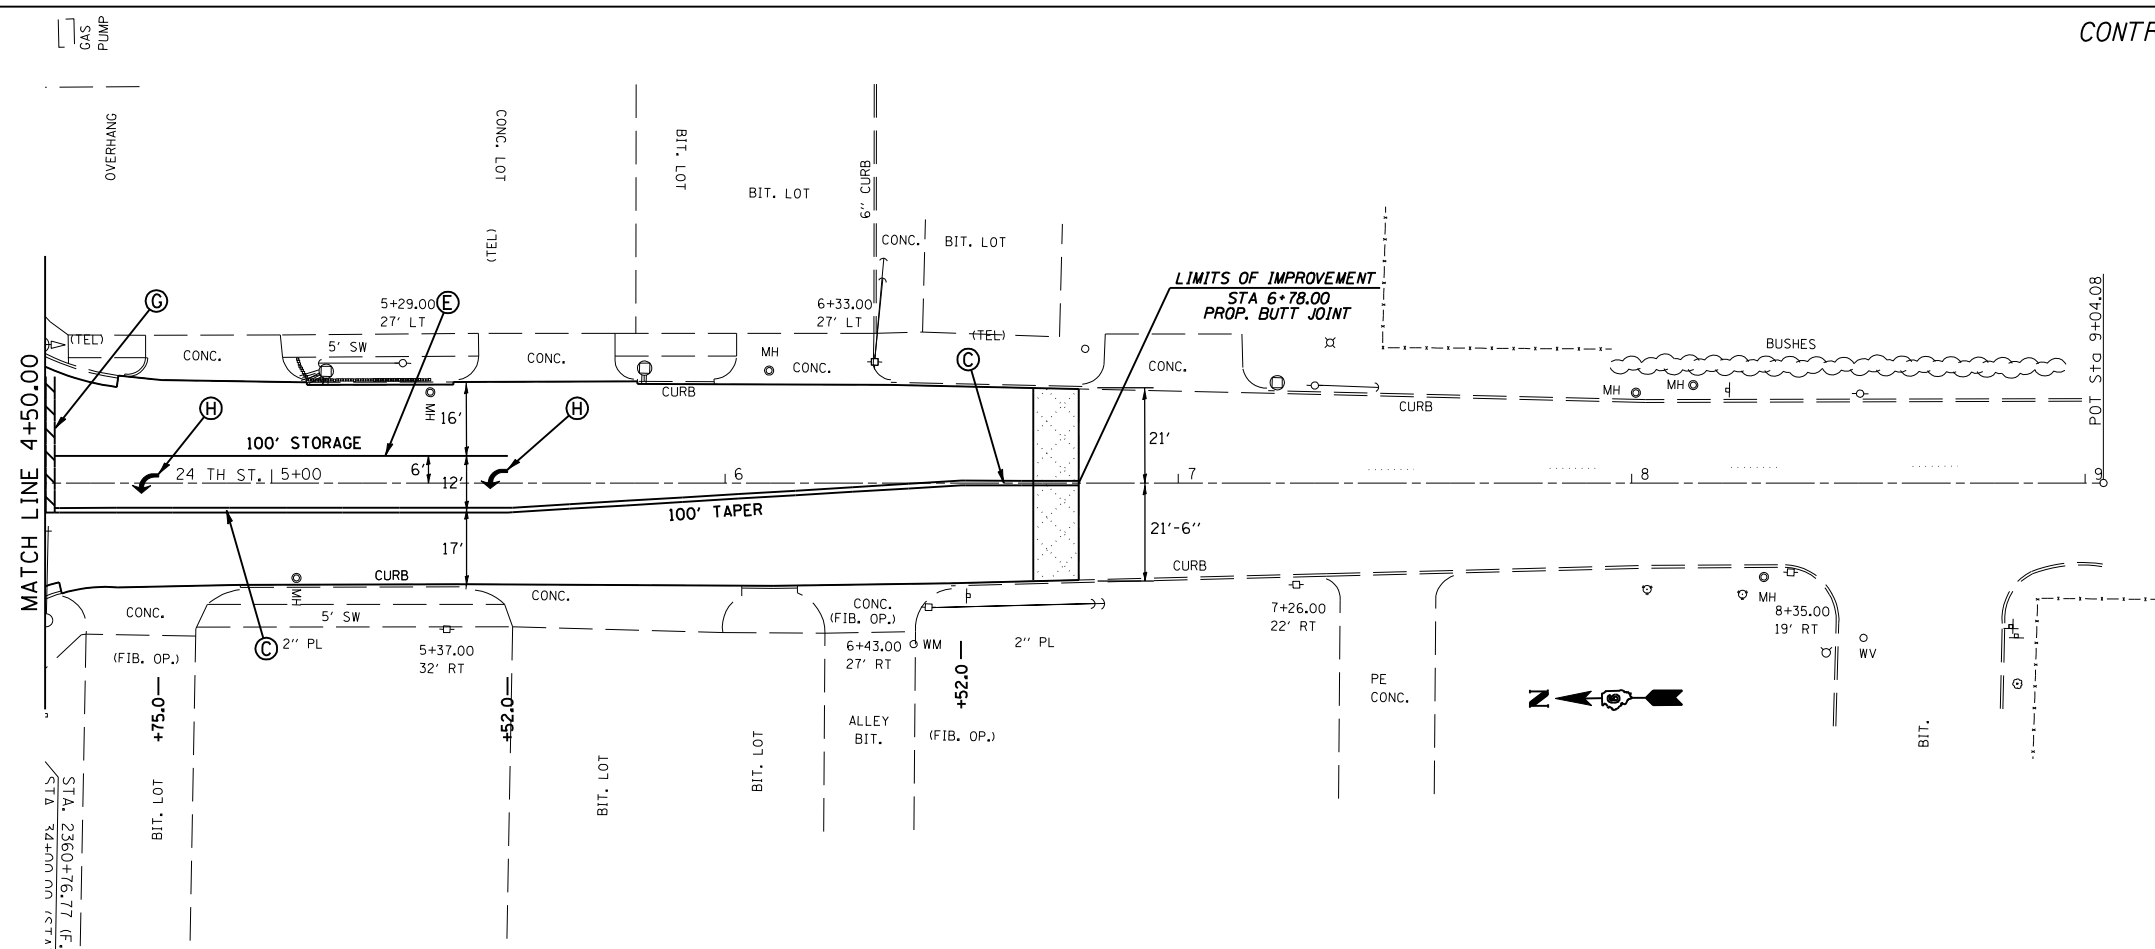 GAS
PUMP
CONTF
OVERHANG
CONC. LOT
(TEL)
BIT. LOT
BIT. LOT
6'' CURB
CONC.
BIT. LOT
LIMITS OF IMPROVEMENT
STA 6+78.00
PROP. BUTT JOINT
POT Sta 9+04.08
G
5+29.00
27' LT
E
6+33.00
27' LT
(TEL)
(TEL)
CONC.
5' SW
CONC.
MH
CONC.
C
CONC.
BUSHES
MATCH LINE 4+50.00
H
MH
H
CURB
CURB
MH
MH
16'
21'
100' STORAGE
24 TH ST.
5+00
6'
12'
6
7
8
9
100' TAPER
17'
21'-6''
CURB
CURB
MH
CONC.
5' SW
CONC.
CONC.
(FIB. OP.)
7+26.00
22' RT
MH
8+35.00
19' RT
C
2'' PL
(FIB. OP.)
5+37.00
32' RT
6+43.00
27' RT
WM
2'' PL
WV
+75.0
+52.0
+52.0
PE
CONC.
N
ALLEY
BIT.
(FIB. OP.)
BIT. LOT
BIT. LOT
BIT. LOT
BIT.
STA. 2360+76.77 (F.
STA 34+00.00 (STA